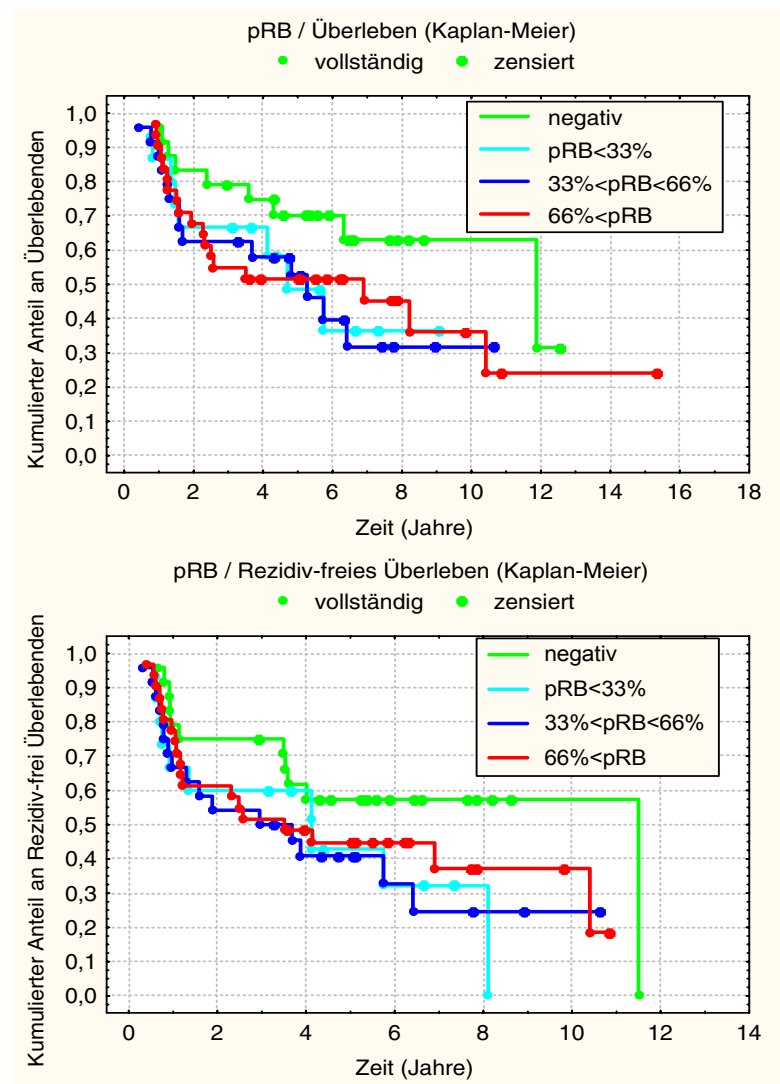 pRB / Überleben (Kaplan-Meier)
vollständig zensiert
negativ
pRB<33%
33%<pRB<66%
66%<pRB
Kumulierter Anteil an Überlebenden
1,0
0,9
0,8
0,7
0,6
0,5
0,4
0,3
0,2
0,1
0,0
0 2 4 6 8 10 12 14 16 18
Zeit (Jahre)
pRB / Rezidiv-freies Überleben (Kaplan-Meier)
vollständig zensiert
negativ
pRB<33%
33%<pRB<66%
66%<pRB
Kumulierter Anteil an Rezidiv-frei Überlebenden
1,0
0,9
0,8
0,7
0,6
0,5
0,4
0,3
0,2
0,1
0,0
0 2 4 6 8 10 12 14
Zeit (Jahre)